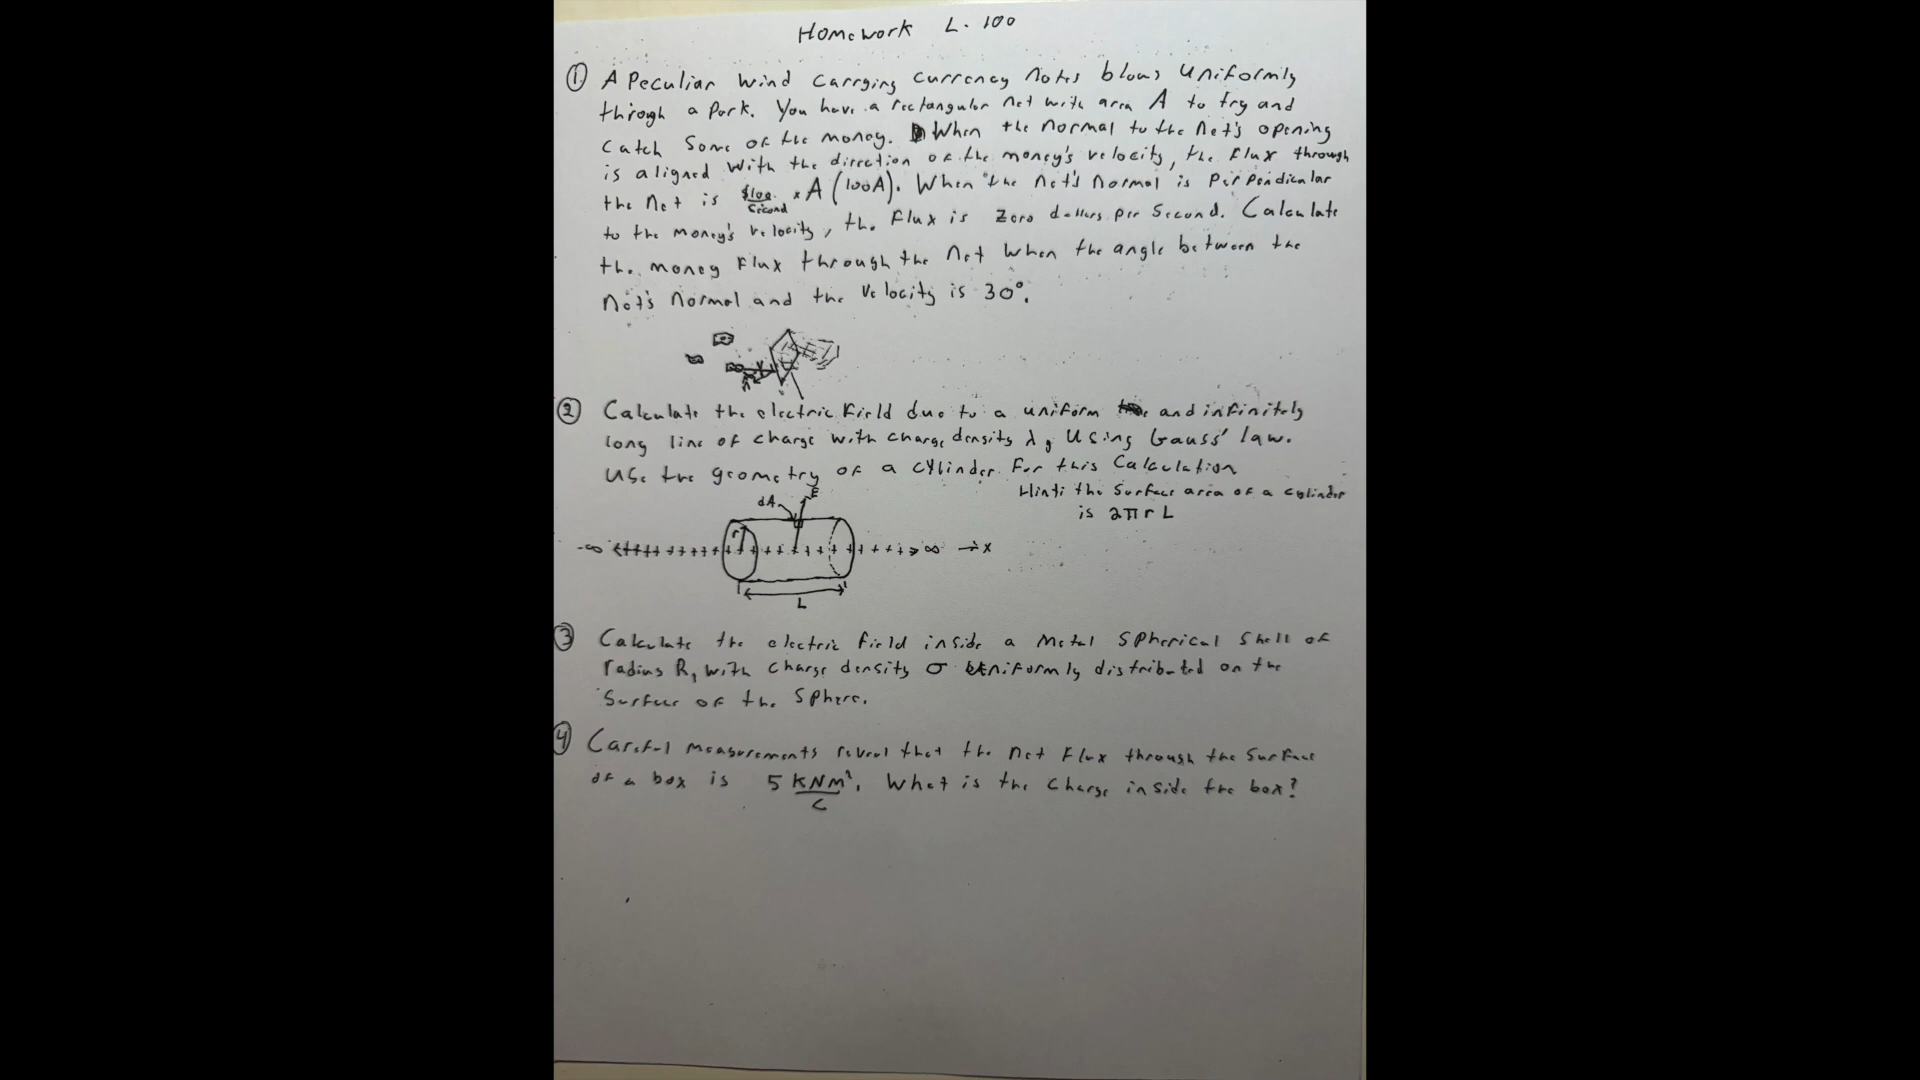 Homework L. 100
① A Peculiar wind carrying currency notes blows uniformly
through a park. You have a rectangular net with area A to try and
catch some of the money. When the normal to the net's opening
is aligned with the direction of the money's velocity, the flux through
the net is $100/second × A (100A). When the net's normal is perpendicular
to the money's velocity, the flux is zero dollars per second. Calculate
the money flux through the net when the angle between the
net's normal and the velocity is 30°.
n
② Calculate the electric field due to a uniform and infinitely
long line of charge with charge density λ, using Gauss' law.
Use the geometry of a cylinder for this calculation
Hint: the surface area of a cylinder
is 2πrL
dA E
r
-∞ +++++++++++ ∞ → x
L
③ Calculate the electric field inside a metal spherical shell of
radius R, with charge density σ uniformly distributed on the
surface of the sphere.
④ Careful measurements reveal that the net flux through the surface
of a box is 5 kNm²/C. What is the charge inside the box?